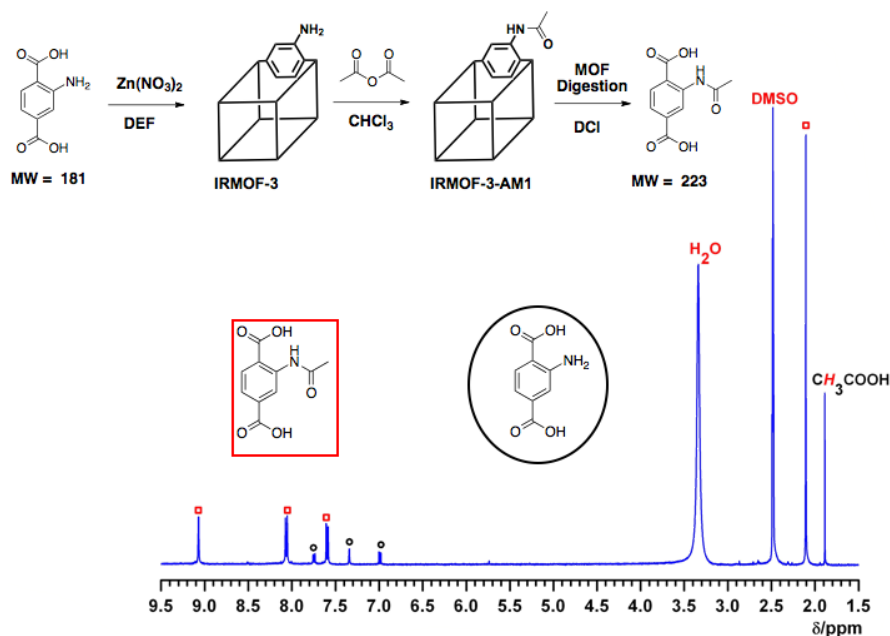 OH
O
NH₂
O
OH
MW = 181
Zn(NO₃)₂
DEF
NH₂
IRMOF-3
O O
O
CHCl₃
HN
O
IRMOF-3-AM1
MOF
Digestion
DCl
OH
O
H
N
O
O
OH
MW = 223
DMSO
H₂O
CH₃COOH
OH
O
H
N
O
O
OH
OH
O
NH₂
O
OH
9.5 9.0 8.5 8.0 7.5 7.0 6.5 6.0 5.5 5.0 4.5 4.0 3.5 3.0 2.5 2.0 1.5
δ/ppm